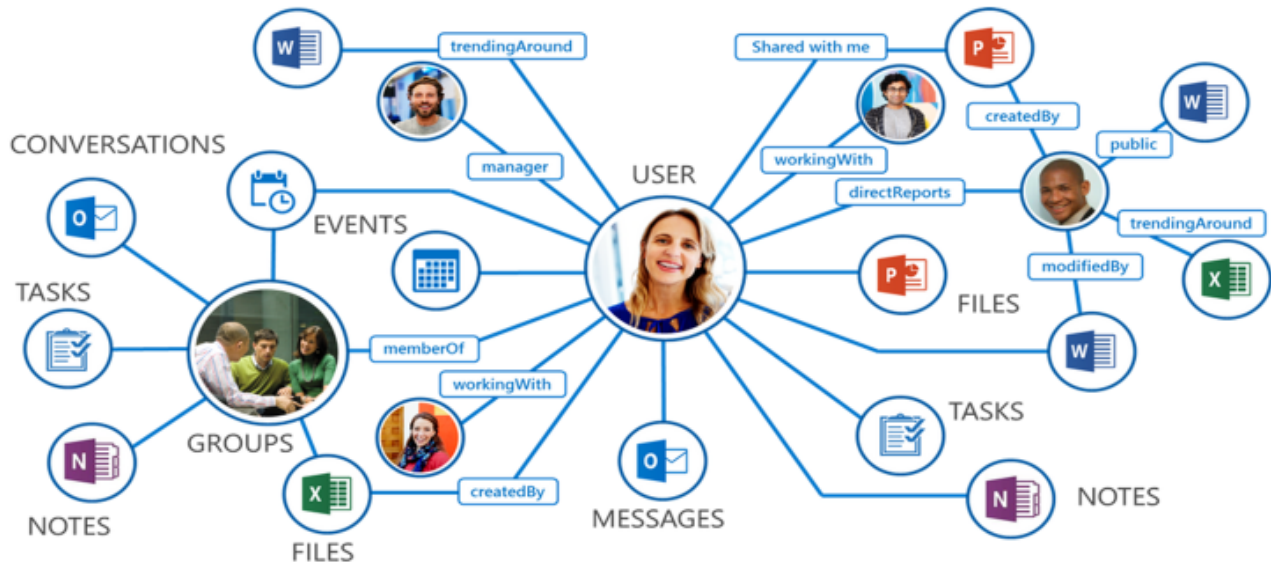 W
trendingAround
Shared with me
P
createdBy
W
public
CONVERSATIONS
manager
workingWith
USER
directReports
O
EVENTS
trendingAround
TASKS
P
modifiedBy
X
FILES
memberOf
W
workingWith
TASKS
GROUPS
N
X
createdBy
O
N
NOTES
NOTES
MESSAGES
FILES